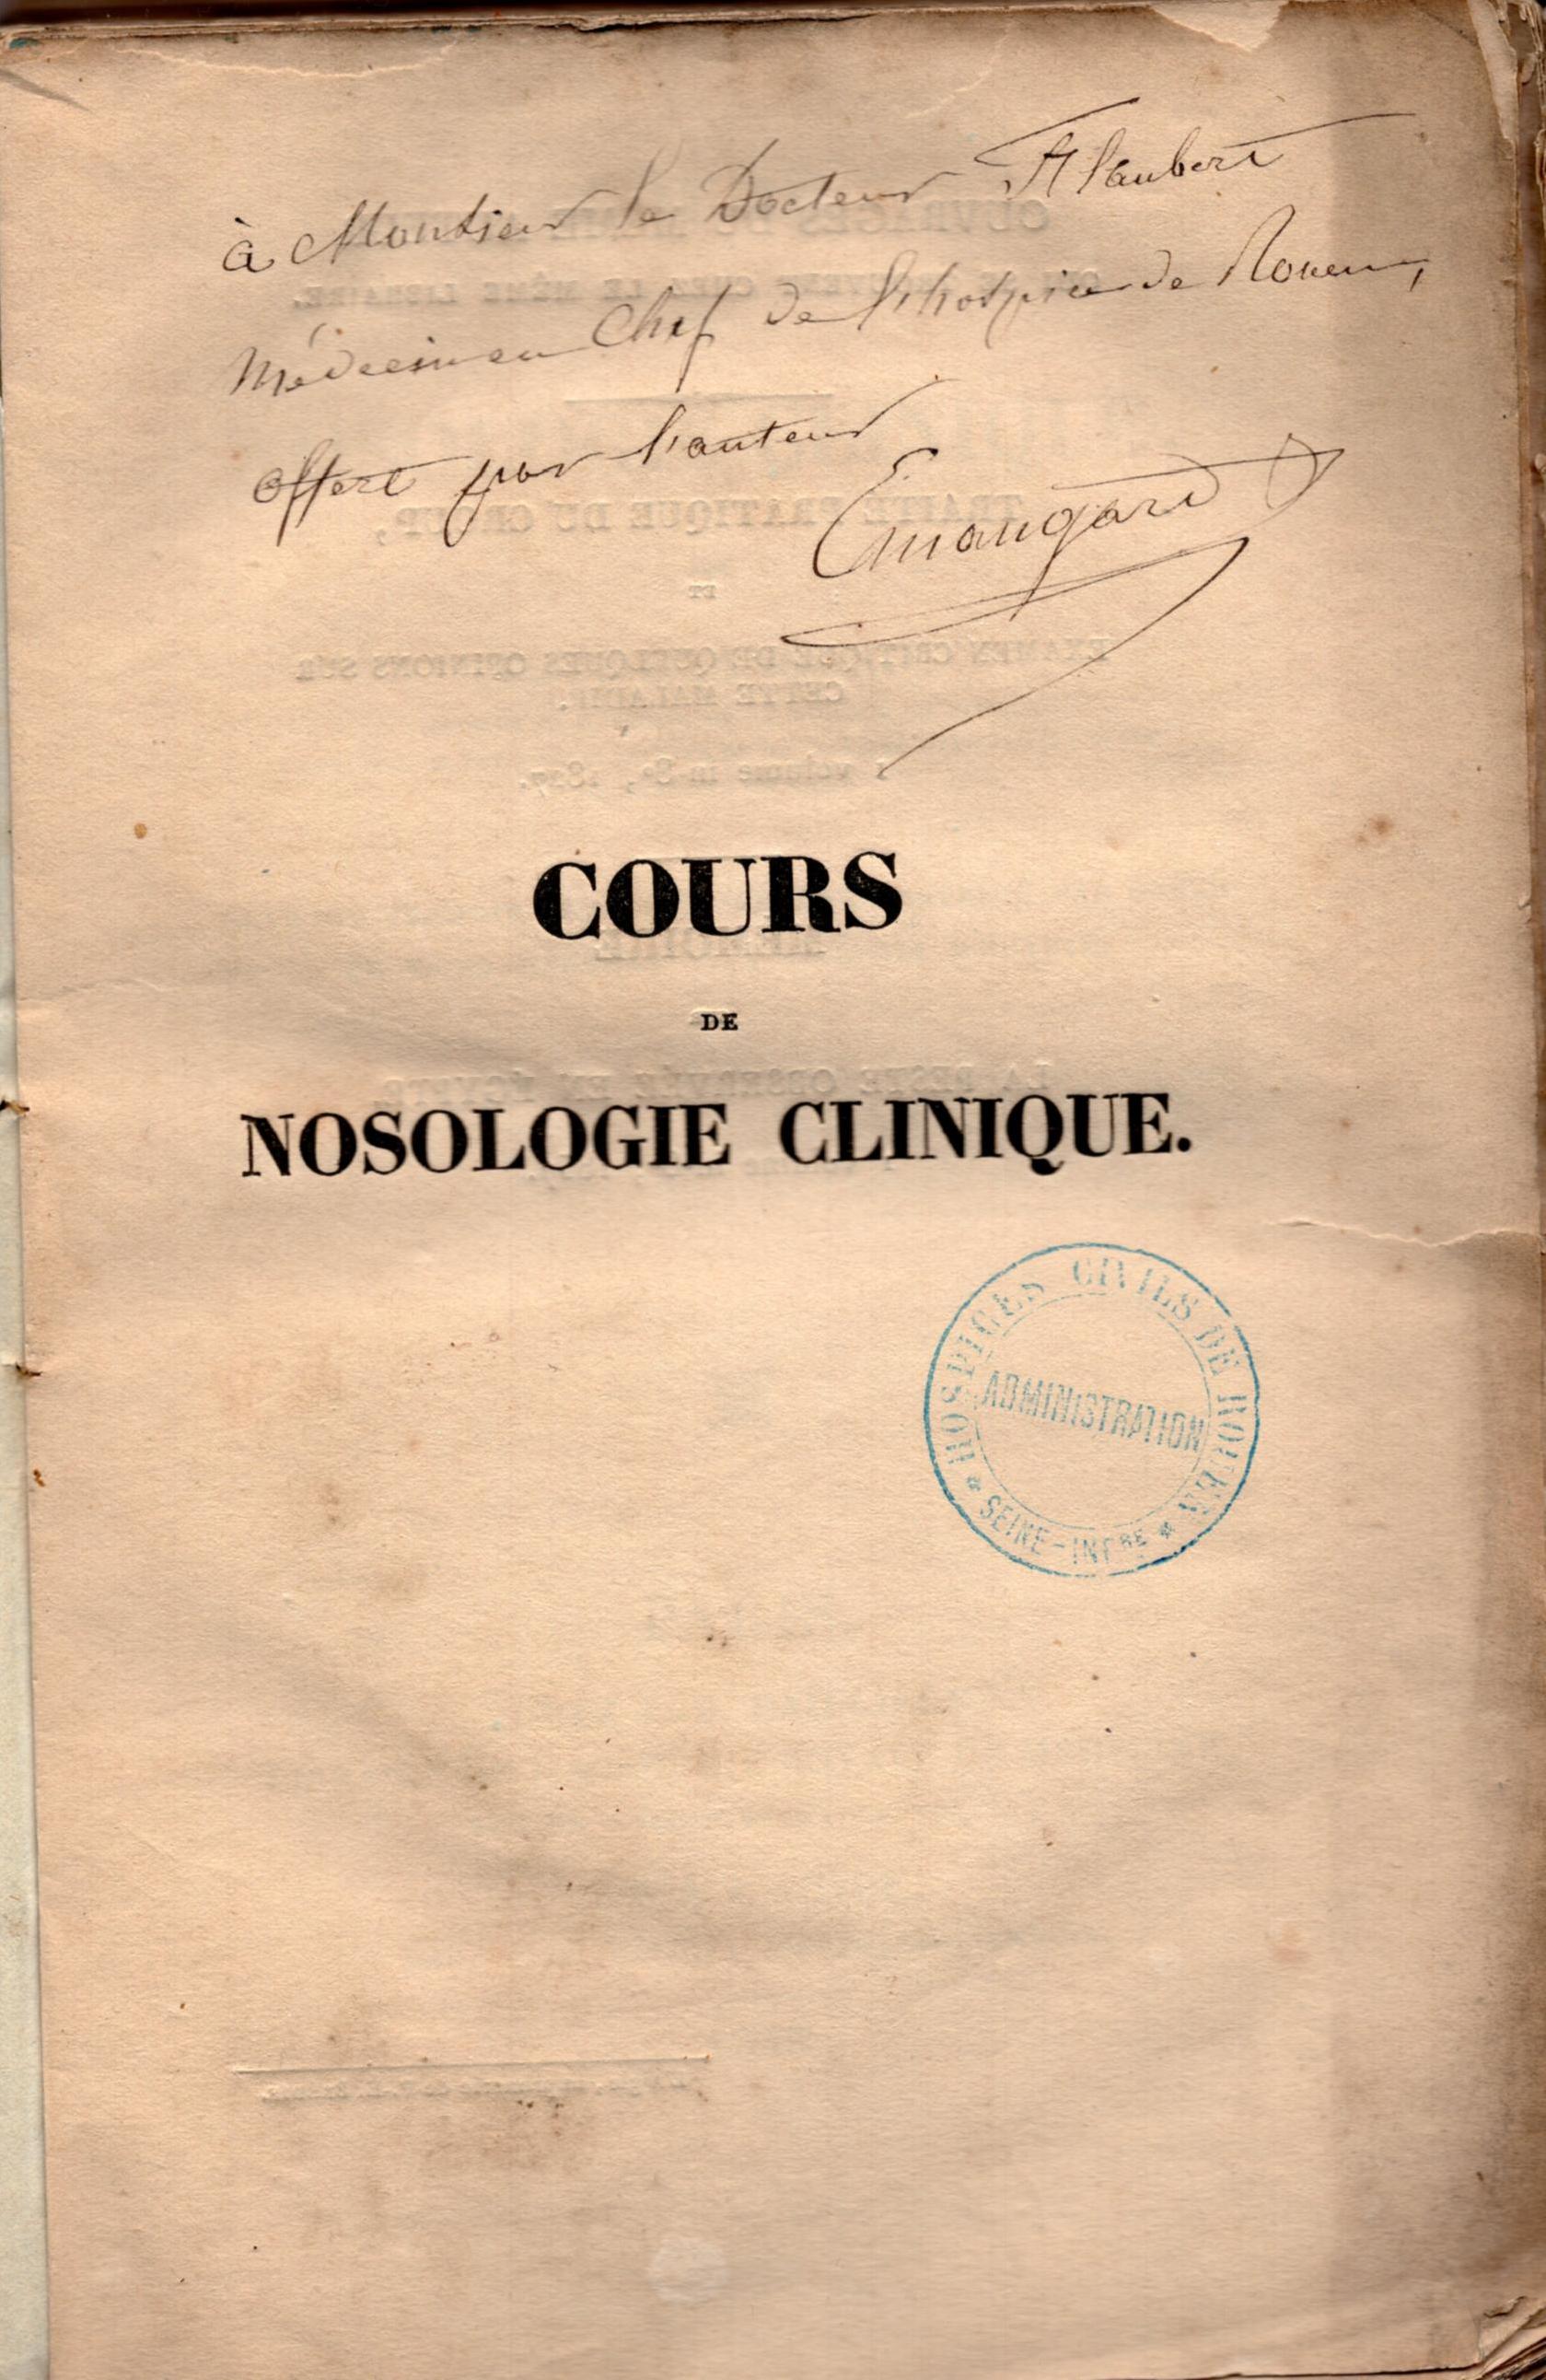 à Monsieur le Docteur Flaubert
Médecin en Chef de l'hospice de Rouen,
offert par l'auteur
Emangard
COURS
DE
NOSOLOGIE CLINIQUE.
HOSPICES CIVILS DE ROUEN
ADMINISTRATION
* SEINE-INFRE *